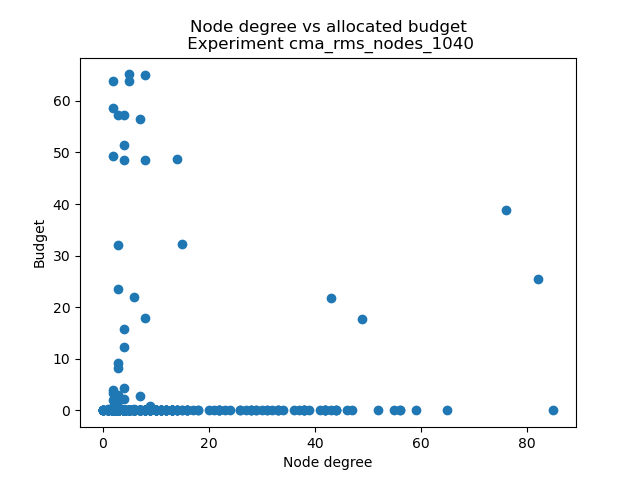 Node degree vs allocated budget
Experiment cma_rms_nodes_1040
60
50
40
30
20
10
0
Budget
0 20 40 60 80
Node degree